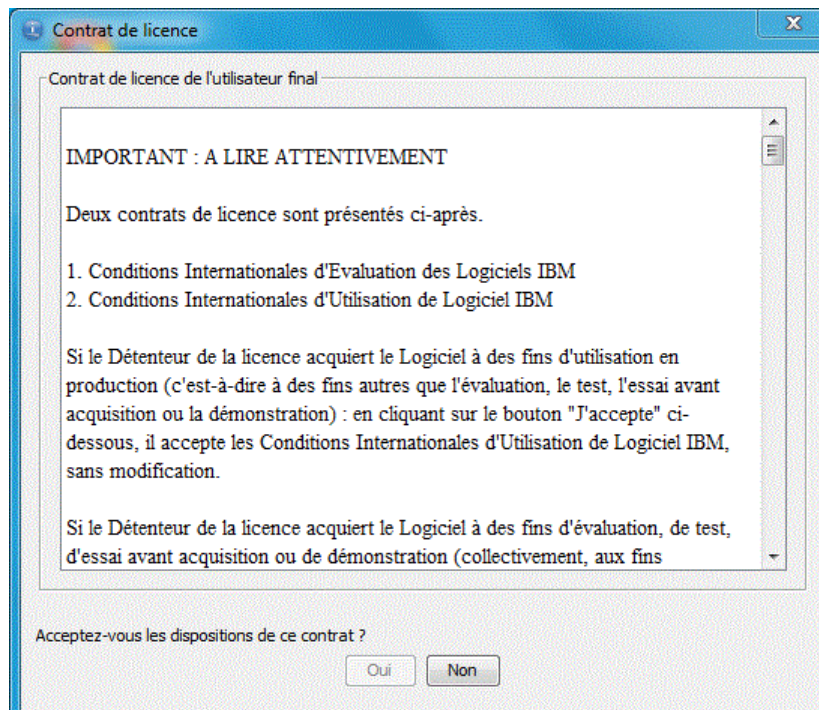 Contrat de licence
Contrat de licence de l'utilisateur final
IMPORTANT : A LIRE ATTENTIVEMENT
Deux contrats de licence sont présentés ci-après.
1. Conditions Internationales d'Evaluation des Logiciels IBM
2. Conditions Internationales d'Utilisation de Logiciel IBM
Si le Détenteur de la licence acquiert le Logiciel à des fins d'utilisation en
production (c'est-à-dire à des fins autres que l'évaluation, le test, l'essai avant
acquisition ou la démonstration) : en cliquant sur le bouton "J'accepte" ci-
dessous, il accepte les Conditions Internationales d'Utilisation de Logiciel IBM,
sans modification.
Si le Détenteur de la licence acquiert le Logiciel à des fins d'évaluation, de test,
d'essai avant acquisition ou de démonstration (collectivement, aux fins
Acceptez-vous les dispositions de ce contrat ?
Oui Non